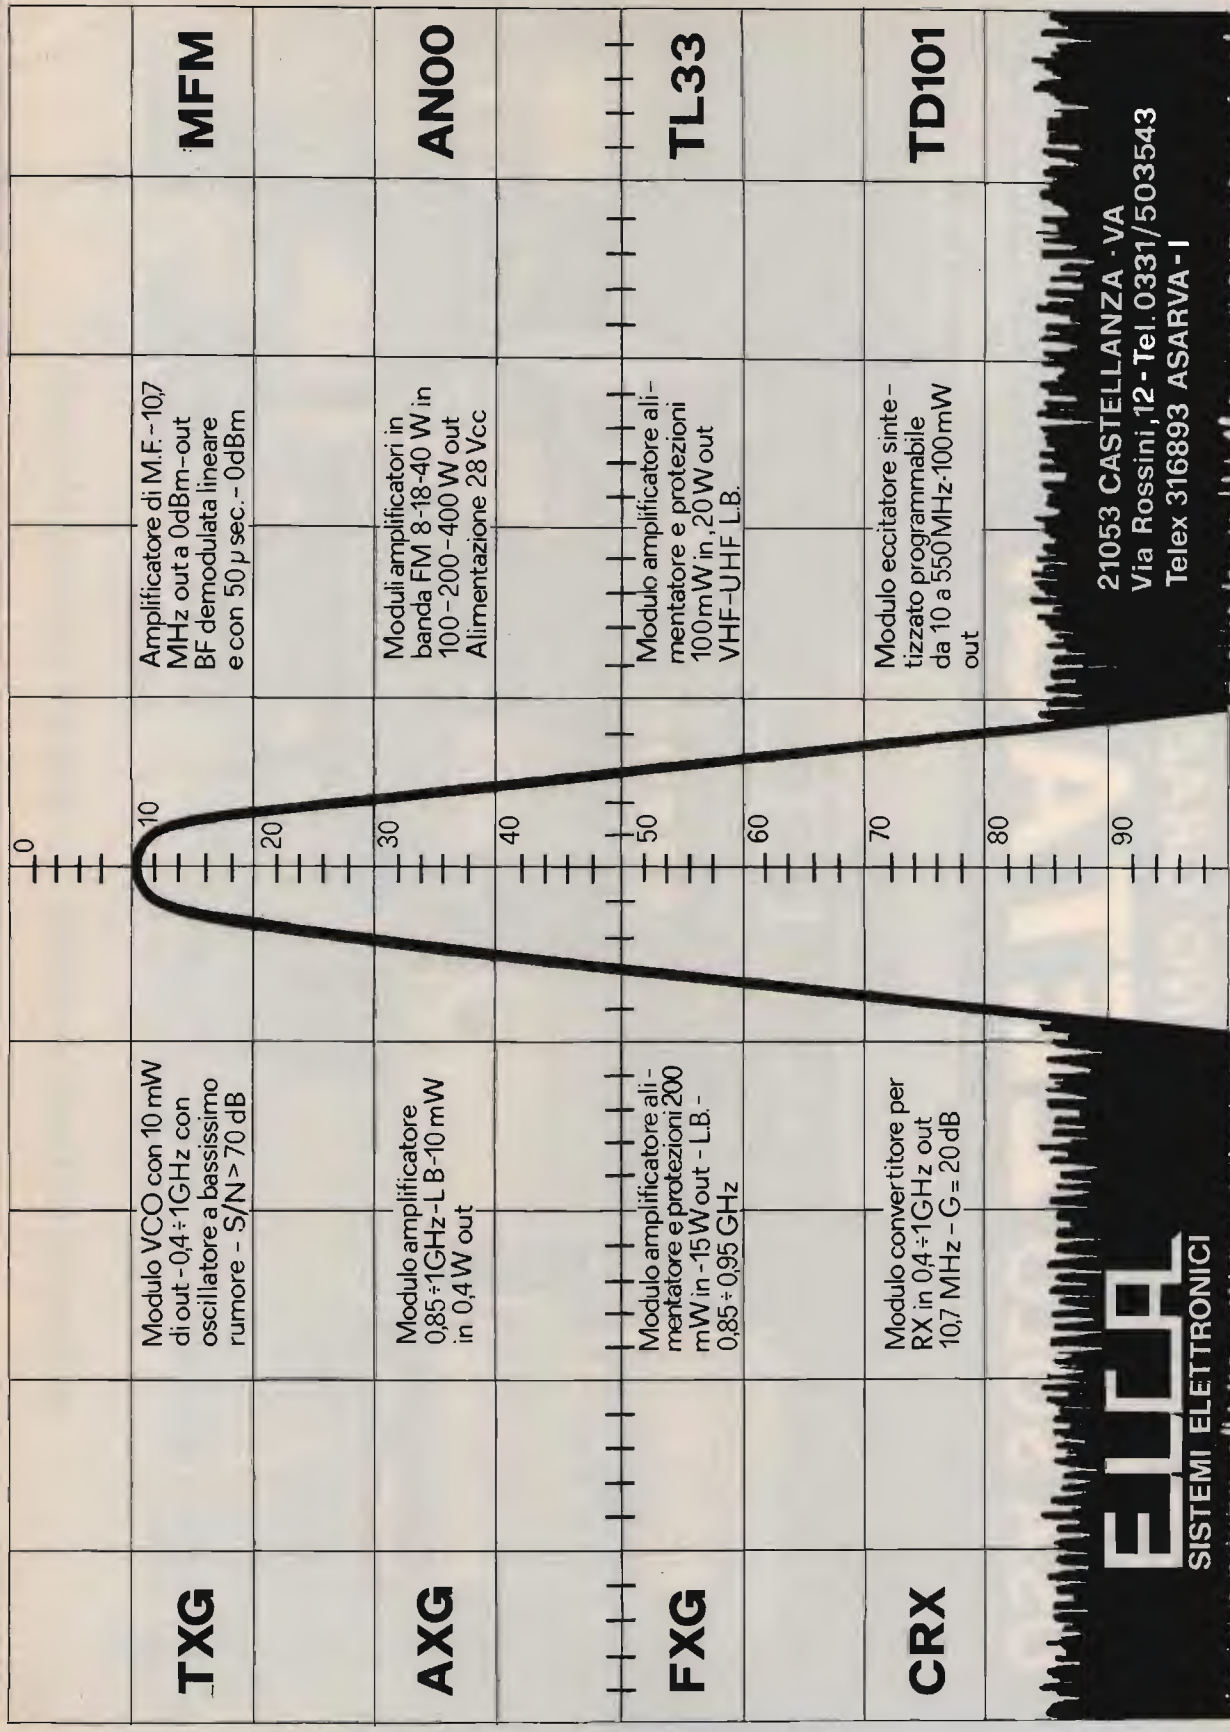 0
10
20
30
40
50
60
70
80
90
TXG
Modulo VCO con 10 mW
di out - 0,4 ÷ 1GHz con
oscillatore a bassissimo
rumore - S/N > 70 dB
Amplificatore di M.F. - 10,7
MHz out a 0dBm - out
BF demodulata lineare
e con 50 µ sec. - 0dBm
MFM
AXG
Modulo amplificatore
0,85 ÷ 1GHz - L B - 10 mW
in 0,4 W out
Moduli amplificatori in
banda FM 8-18-40 W in
100-200-400 W out
Alimentazione 28 Vcc
AN00
FXG
Modulo amplificatore ali-
mentatore e protezioni 200
mW in - 15 W out - L.B. -
0,85 ÷ 0,95 GHz
Modulo amplificatore ali-
mentatore e protezioni
100 mW in, 20 W out
VHF-UHF L.B.
TL33
CRX
Modulo convertitore per
RX in 0,4 ÷ 1GHz out
10,7 MHz - G = 20 dB
Modulo eccitatore sinte-
tizzato programmabile
da 10 a 550 MHz - 100 mW
out
TD101
ELCA
SISTEMI ELETTRONICI
21053 CASTELLANZA - VA
Via Rossini, 12 - Tel. 0331/503543
Telex 316893 ASARVA - I